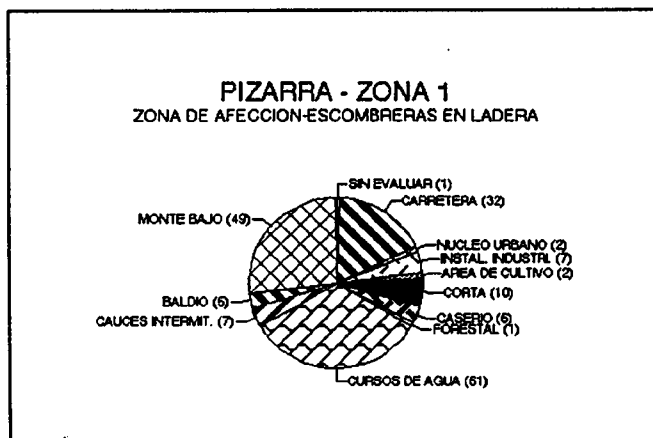 PIZARRA - ZONA 1
ZONA DE AFECCION-ESCOMBRERAS EN LADERA
SIN EVALUAR (1)
CARRETERA (32)
MONTE BAJO (49)
NUCLEO URBANO (2)
INSTAL. INDUSTRI. (7)
AREA DE CULTIVO (2)
CORTA (10)
BALDIO (5)
CASERIO (6)
CAUCES INTERMIT. (7)
FORESTAL (1)
CURSOS DE AGUA (61)